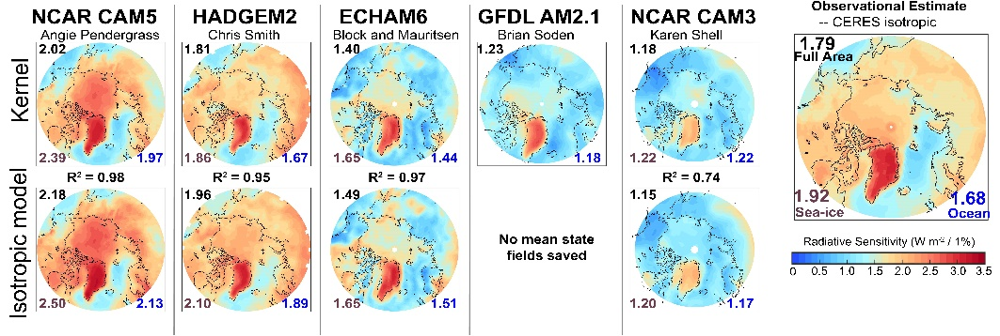 NCAR CAM5 HADGEM2 ECHAM6 GFDL AM2.1 NCAR CAM3
Angie Pendergrass Chris Smith Block and Mauritsen Brian Soden Karen Shell
Observational Estimate
-- CERES isotropic
Kernel
2.02 1.81 1.40 1.23 1.18
1.79
Full Area
2.39 1.97 1.86 1.67 1.65 1.44 1.18 1.22 1.22
R² = 0.98 R² = 0.95 R² = 0.97 R² = 0.74
Isotropic model
2.18 1.96 1.49 1.15
No mean state
fields saved
2.50 2.13 2.10 1.89 1.65 1.51 1.20 1.17
1.92 1.68
Sea-ice Ocean
Radiative Sensitivity (W m⁻² / 1%)
0 0.5 1.0 1.5 2.0 2.5 3.0 3.5